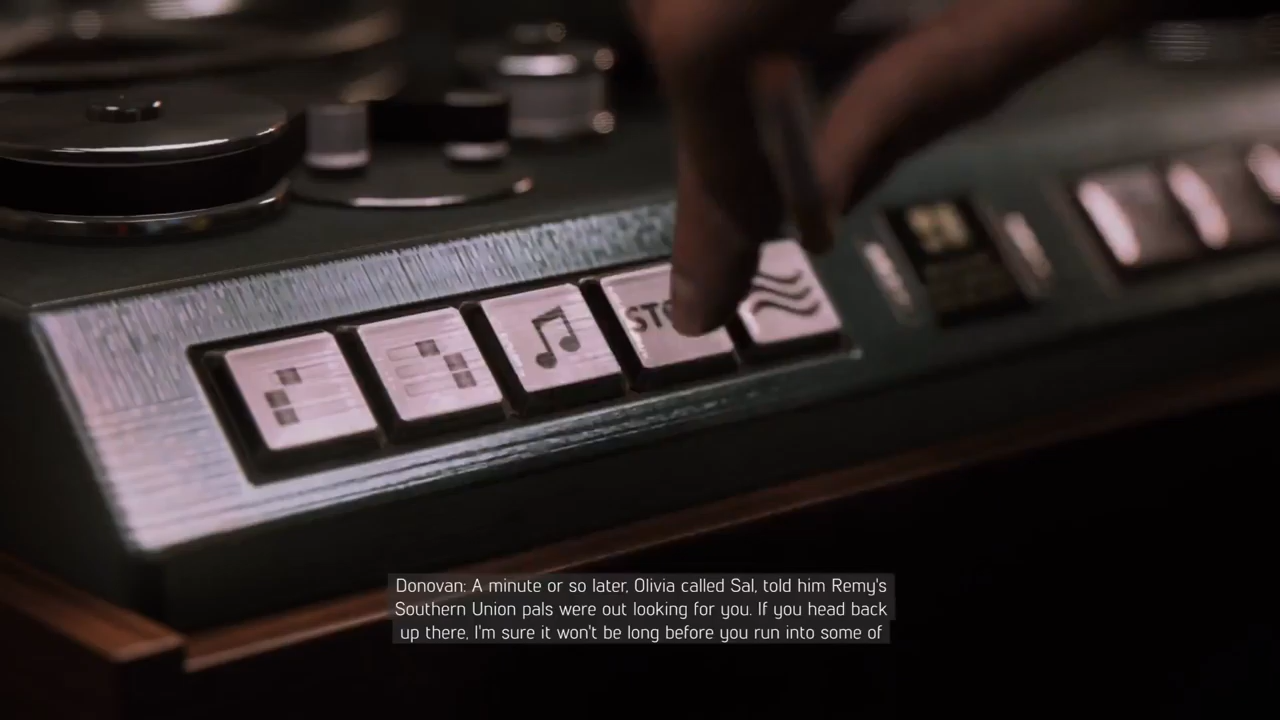 STO
Donovan: A minute or so later, Olivia called Sal, told him Remy's
Southern Union pals were out looking for you. If you head back
up there, I'm sure it won't be long before you run into some of